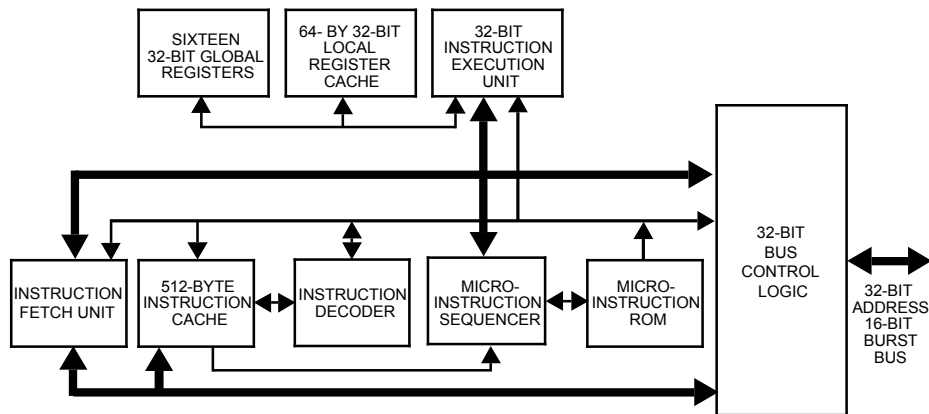 SIXTEEN
32-BIT GLOBAL
REGISTERS
64- BY 32-BIT
LOCAL
REGISTER
CACHE
32-BIT
INSTRUCTION
EXECUTION
UNIT
INSTRUCTION
FETCH UNIT
512-BYTE
INSTRUCTION
CACHE
INSTRUCTION
DECODER
MICRO-
INSTRUCTION
SEQUENCER
MICRO-
INSTRUCTION
ROM
32-BIT
BUS
CONTROL
LOGIC
32-BIT
ADDRESS
16-BIT
BURST
BUS